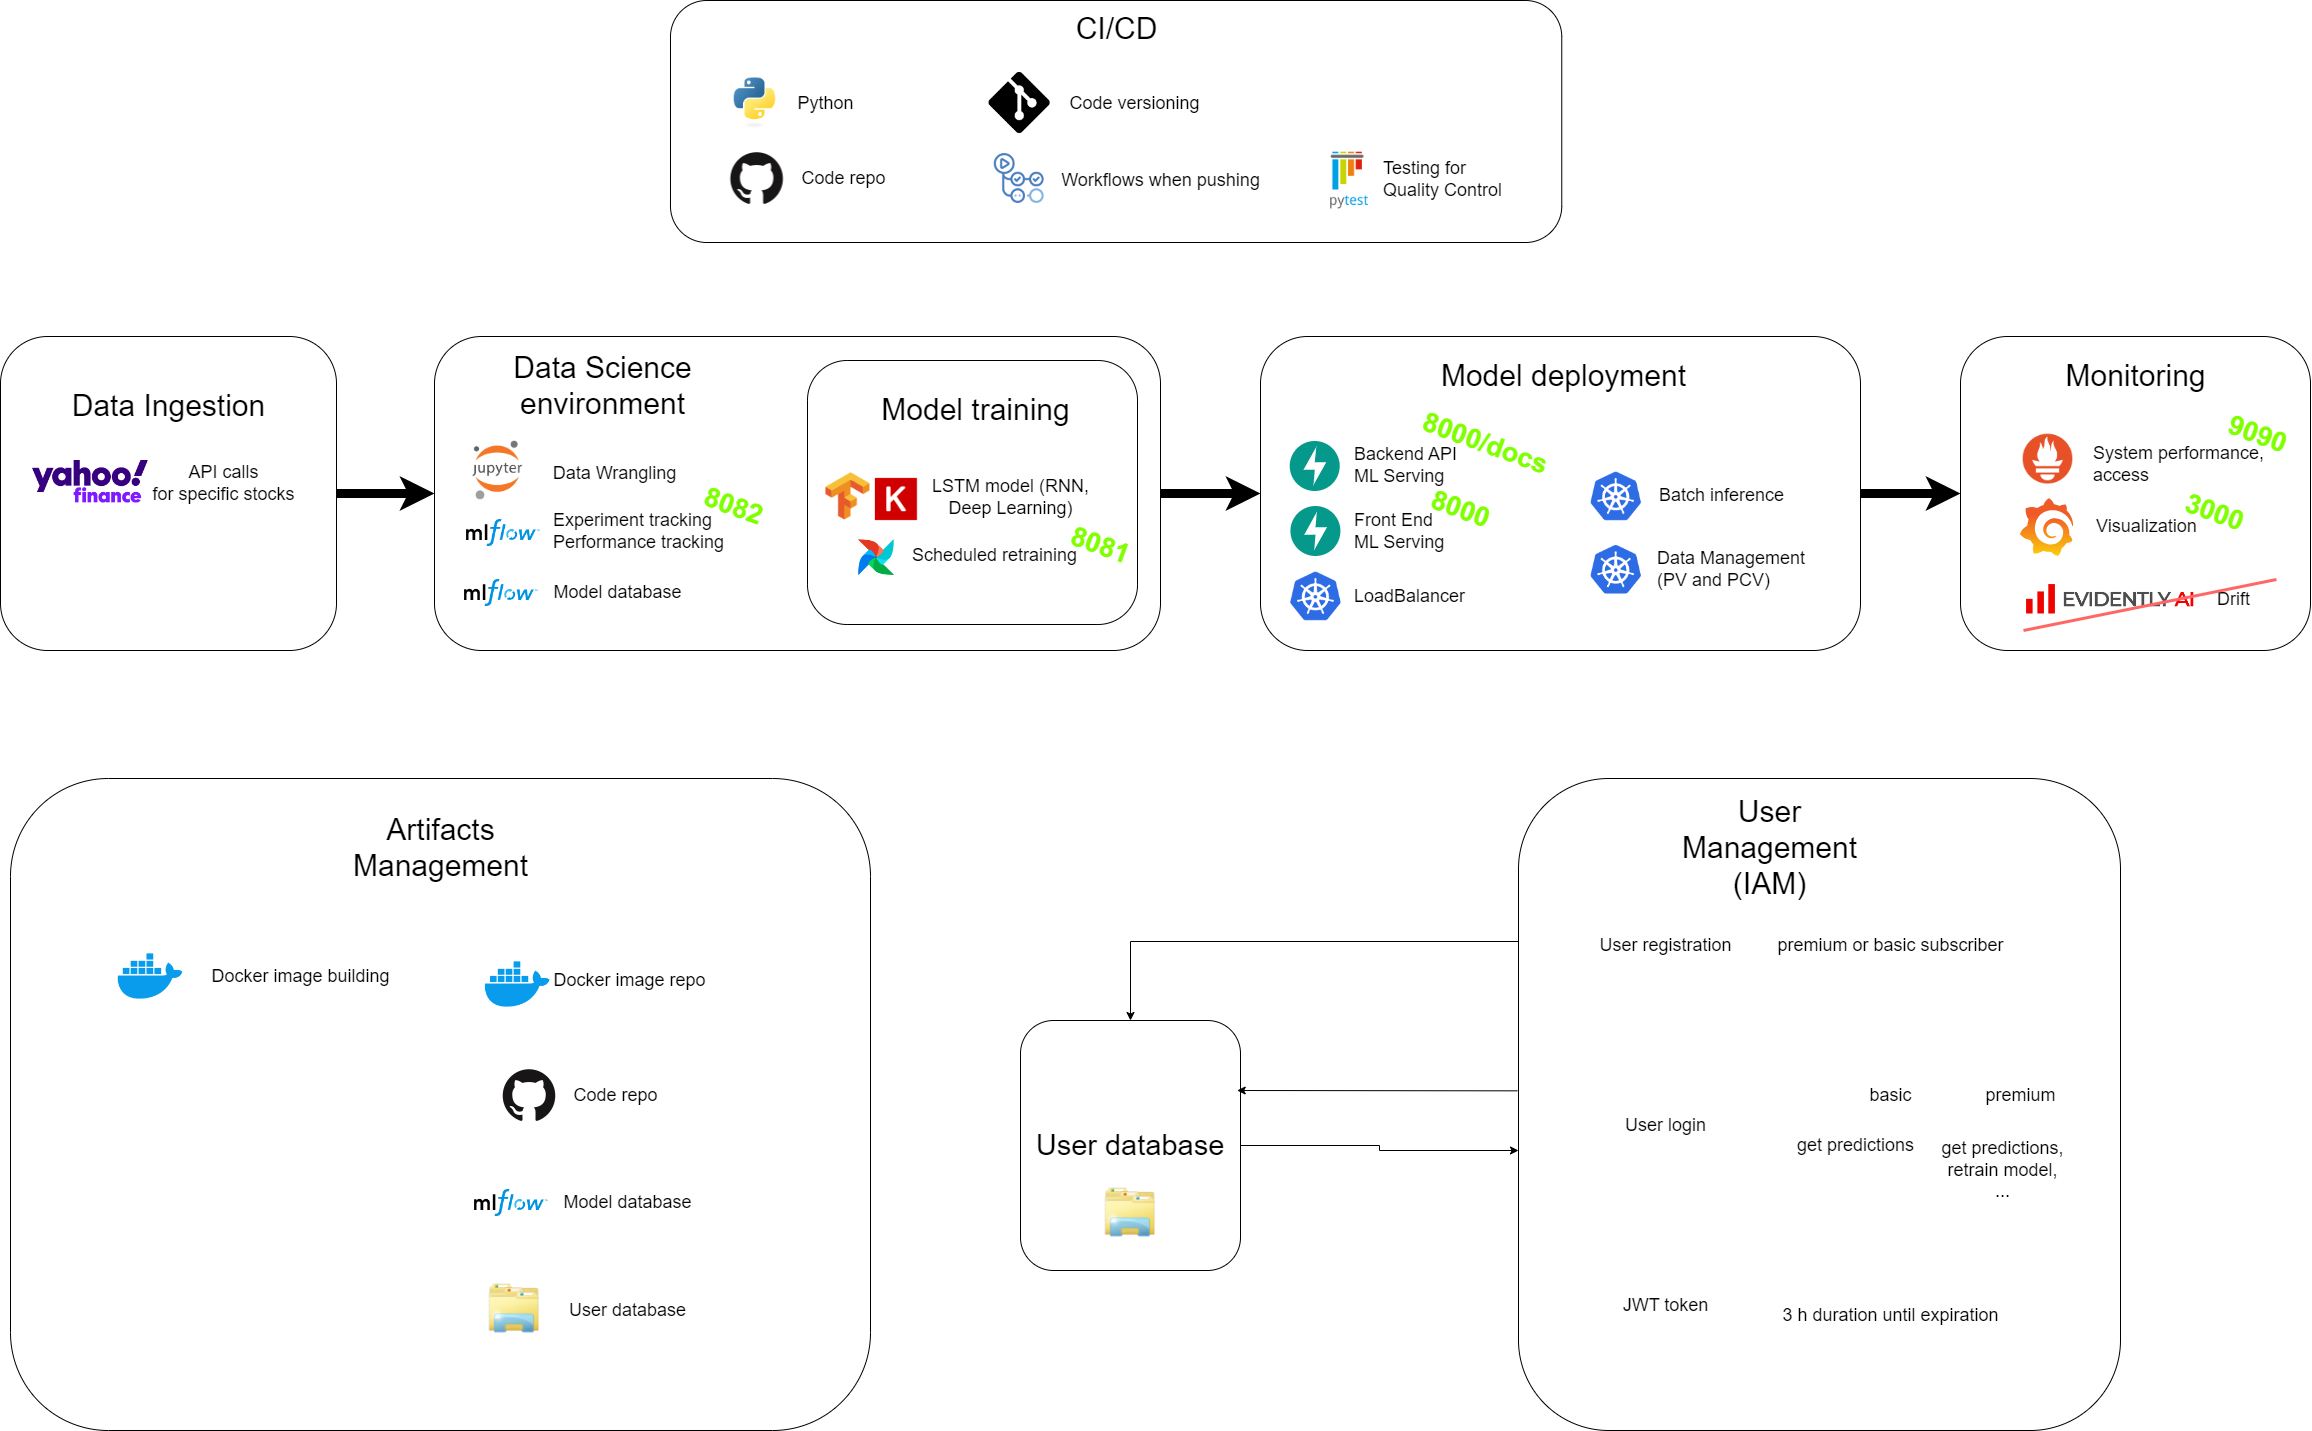 CI/CD
Python
Code versioning
Code repo
Workflows when pushing
pytest
Testing for
Quality Control
Data Ingestion
yahoo!
finance
API calls
for specific stocks
Data Science
environment
jupyter
Data Wrangling
mlflow
Experiment tracking
Performance tracking
8082
mlflow
Model database
Model training
K
LSTM model (RNN,
Deep Learning)
Scheduled retraining
8081
Model deployment
8000/docs
Backend API
ML Serving
8000
Front End
ML Serving
LoadBalancer
Batch inference
Data Management
(PV and PCV)
Monitoring
9090
System performance,
access
3000
Visualization
EVIDENTLY AI
Drift
Artifacts
Management
Docker image building
Docker image repo
Code repo
mlflow
Model database
User database
User database
User
Management
(IAM)
User registration
premium or basic subscriber
User login
basic
premium
get predictions
get predictions,
retrain model,
...
JWT token
3 h duration until expiration